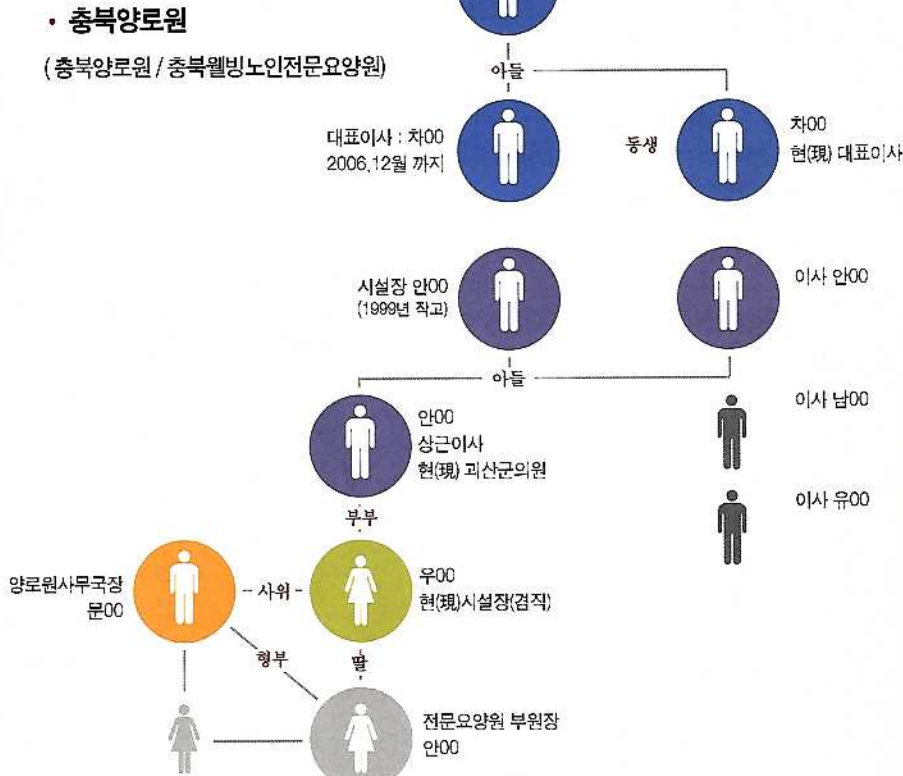 • 충북양로원
( 충북양로원 / 충북웰빙노인전문요양원)
아들
대표이사 : 차00
2006.12월 까지
동생
차00
현(現) 대표이사
시설장 안00
(1999년 작고)
이사 안00
아들
안00
상근이사
현(現) 괴산군의원
이사 남00
이사 유00
부부
양로원사무국장
문00
사위
우00
현(現)시설장(겸직)
형부
딸
전문요양원 부원장
안00